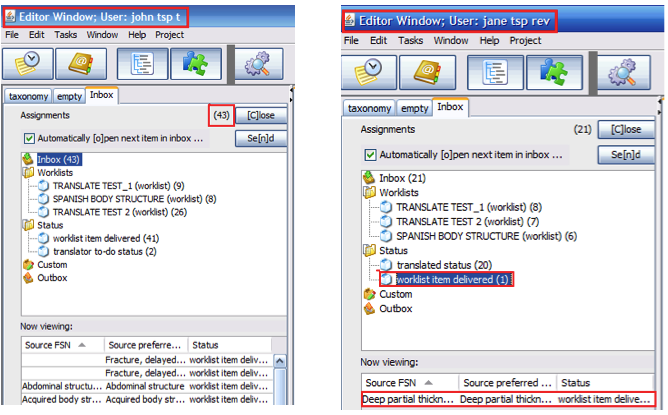 Editor Window; User: john tsp t
File Edit Tasks Window Help Project
taxonomy empty Inbox
Assignments (43) [C]lose
Automatically [o]pen next item in inbox ... Se[n]d
Inbox (43)
Worklists
TRANSLATE TEST_1 (worklist) (9)
SPANISH BODY STRUCTURE (worklist) (8)
TRANSLATE TEST 2 (worklist) (26)
Status
worklist item delivered (41)
translator to-do status (2)
Custom
Outbox
Now viewing:
Source FSN Source preferre... Status
Fracture, delayed... worklist item deliv...
Fracture, delayed... worklist item deliv...
Abdominal structu... Abdominal structure worklist item deliv...
Acquired body str... Acquired body str... worklist item deliv...
Editor Window; User: jane tsp rev
File Edit Tasks Window Help Project
taxonomy empty Inbox
Assignments (21) [C]lose
Automatically [o]pen next item in inbox ... Se[n]d
Inbox (21)
Worklists
TRANSLATE TEST_1 (worklist) (8)
TRANSLATE TEST 2 (worklist) (7)
SPANISH BODY STRUCTURE (worklist) (6)
Status
translated status (20)
worklist item delivered (1)
Custom
Outbox
Now viewing:
Source FSN Source preferred ... Status
Deep partial thickn... Deep partial thickn... worklist item delive...